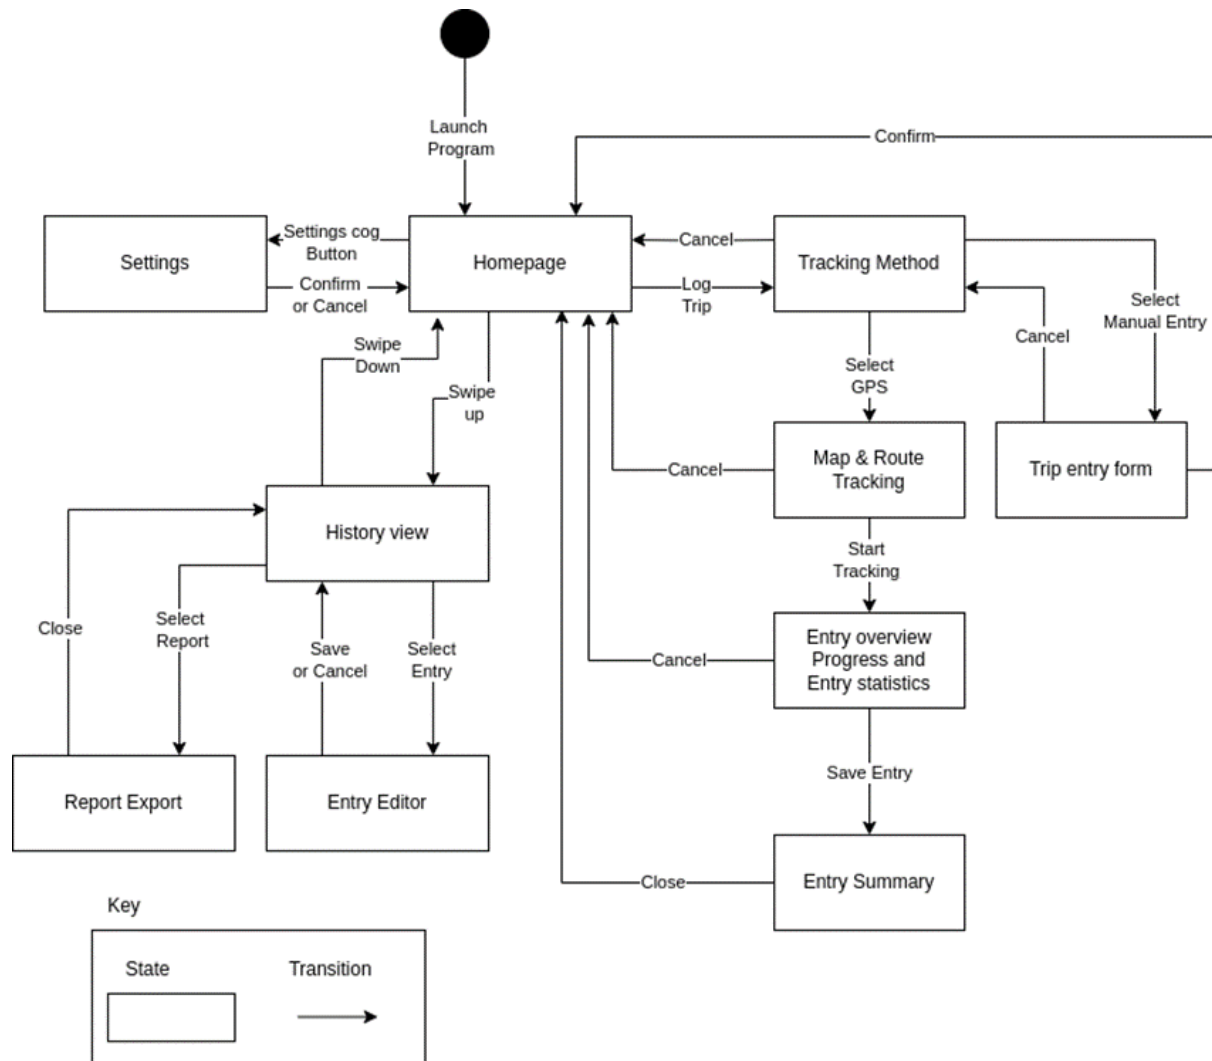 Launch
Program
Confirm
Settings
Settings cog
Button
Confirm
or Cancel
Homepage
Cancel
Log
Trip
Tracking Method
Select
Manual Entry
Cancel
Swipe
Down
Swipe
up
Select
GPS
Cancel
Map & Route
Tracking
Trip entry form
History view
Start
Tracking
Close
Select
Report
Save
or Cancel
Select
Entry
Cancel
Entry overview
Progress and
Entry statistics
Save Entry
Report Export
Entry Editor
Close
Entry Summary
Key
State
Transition